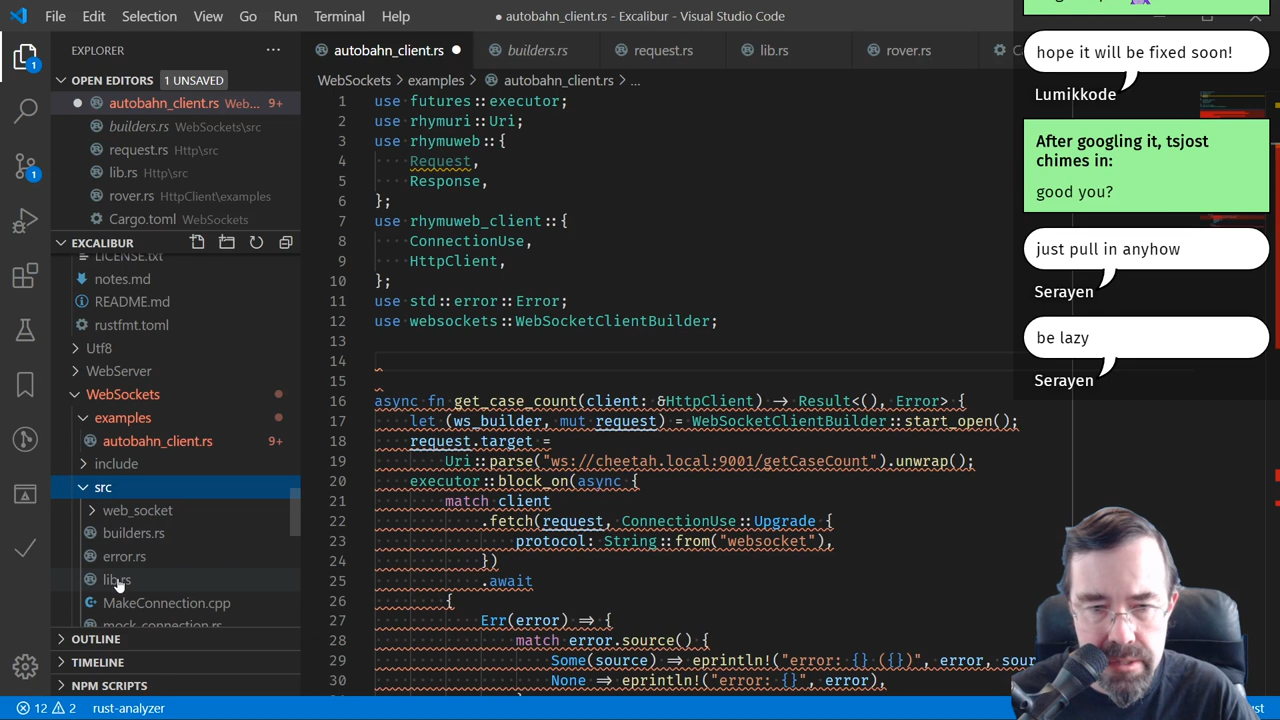 File Edit Selection View Go Run Terminal Help
● autobahn_client.rs - Excalibur - Visual Studio Code
EXPLORER ...
OPEN EDITORS 1 UNSAVED
autobahn_client.rs Web... 9+
builders.rs WebSockets\src
request.rs Http\src
lib.rs Http\src
rover.rs HttpClient\examples
Cargo.toml WebSockets
EXCALIBUR
LICENSE.txt
notes.md
README.md
rustfmt.toml
Utf8
WebServer
WebSockets
examples
autobahn_client.rs 9+
include
src
web_socket
builders.rs
error.rs
lib.rs
MakeConnection.cpp
mock_connection.rs
OUTLINE
TIMELINE
NPM SCRIPTS
1
1
12 2 rust-analyzer
autobahn_client.rs ● builders.rs request.rs lib.rs rover.rs
WebSockets > examples > autobahn_client.rs > ...
1 use futures::executor;
2 use rhymuri::Uri;
3 use rhymuweb::{
4 Request,
5 Response,
6 };
7 use rhymuweb_client::{
8 ConnectionUse,
9 HttpClient,
10 };
11 use std::error::Error;
12 use websockets::WebSocketClientBuilder;
13
14
15
16 async fn get_case_count(client: &HttpClient) -> Result<(), Error> {
17 let (ws_builder, mut request) = WebSocketClientBuilder::start_open();
18 request.target =
19 Uri::parse("ws://cheetah.local:9001/getCaseCount").unwrap();
20 executor::block_on(async {
21 match client
22 .fetch(request, ConnectionUse::Upgrade {
23 protocol: String::from("websocket"),
24 })
25 .await
26 {
27 Err(error) => {
28 match error.source() {
29 Some(source) => eprintln!("error: {} ({})", error, sour
30 None => eprintln!("error: {}", error),
hope it will be fixed soon!
Lumikkode
After googling it, tsjost
chimes in:
good you?
just pull in anyhow
Serayen
be lazy
Serayen